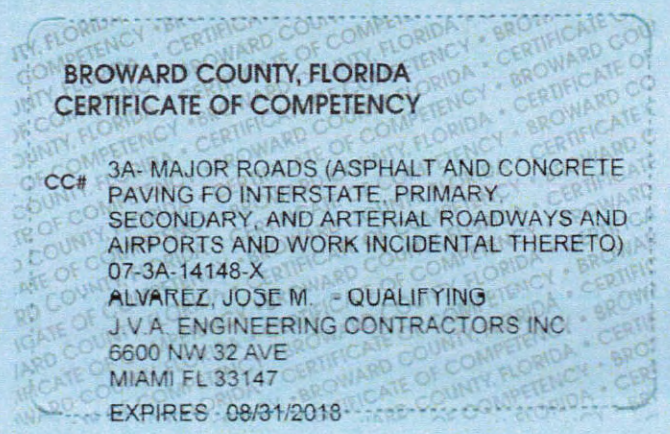 BROWARD COUNTY, FLORIDA
CERTIFICATE OF COMPETENCY
CC# 3A- MAJOR ROADS (ASPHALT AND CONCRETE
PAVING FO INTERSTATE, PRIMARY,
SECONDARY, AND ARTERIAL ROADWAYS AND
AIRPORTS AND WORK INCIDENTAL THERETO)
07-3A-14148-X
ALVAREZ, JOSE M. - QUALIFYING
J.V.A. ENGINEERING CONTRACTORS INC.
6600 NW 32 AVE
MIAMI FL 33147
EXPIRES 08/31/2018